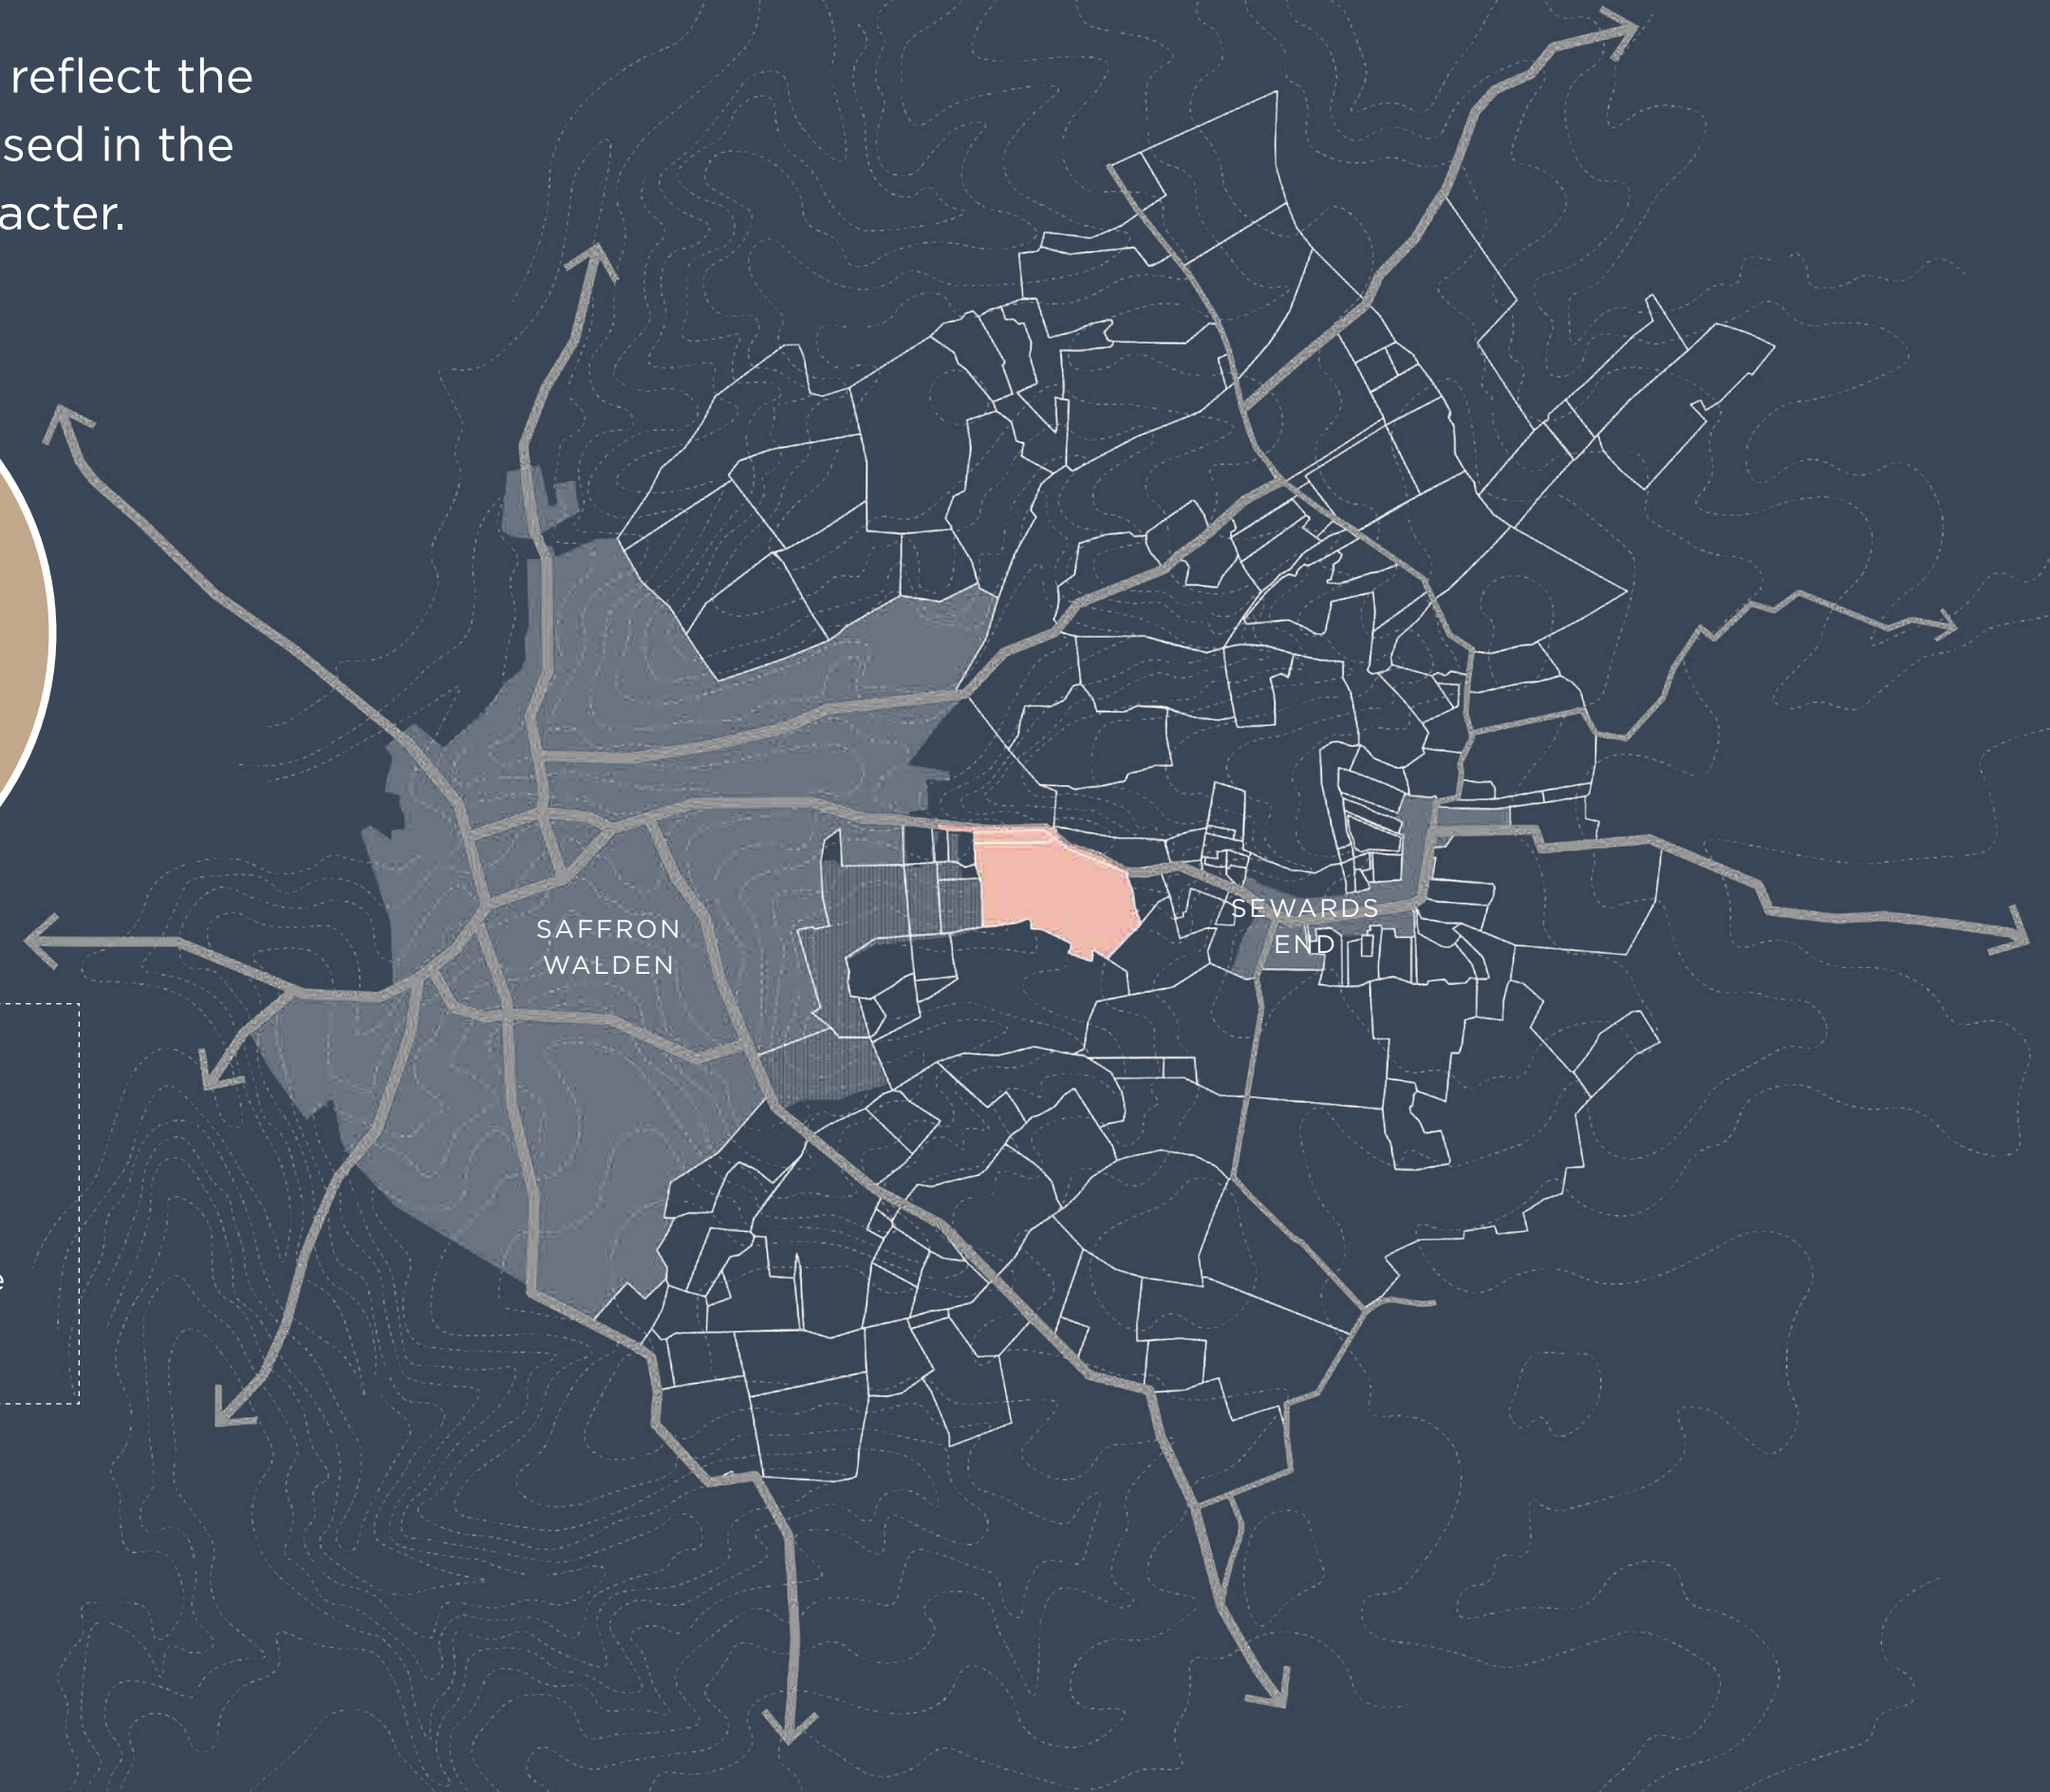 reflect the
sed in the
acter.
SAFFRON
WALDEN
SEWARDS
END
e